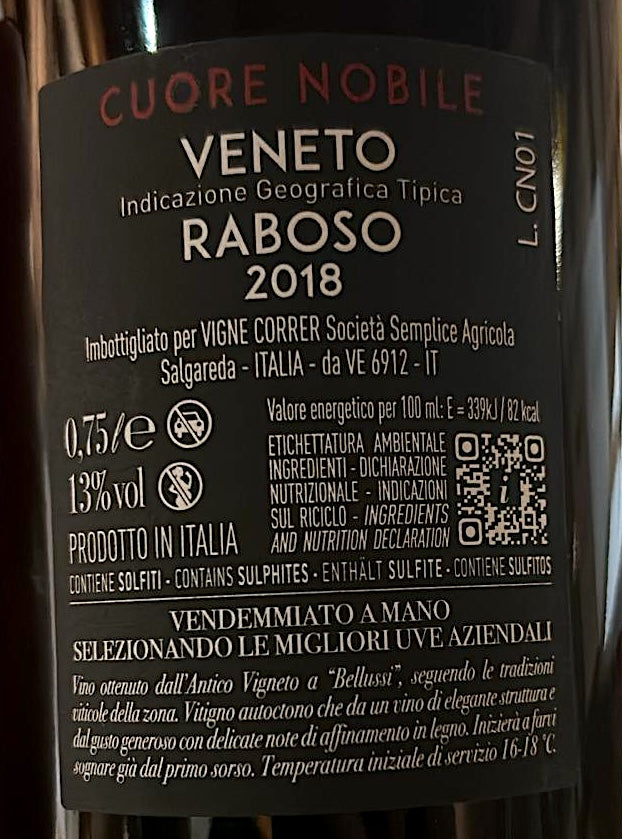 CUORE NOBILE
VENETO
Indicazione Geografica Tipica
RABOSO
2018
L. CN01
Imbottigliato per VIGNE CORRER Società Semplice Agricola
Salgareda - ITALIA - da VE 6912 - IT
0,75 l e
13% vol
PRODOTTO IN ITALIA
Valore energetico per 100 ml: E = 339kJ / 82 kcal
ETICHETTATURA AMBIENTALE
INGREDIENTI - DICHIARAZIONE
NUTRIZIONALE - INDICAZIONI
SUL RICICLO - INGREDIENTS
AND NUTRITION DECLARATION
i
CONTIENE SOLFITI - CONTAINS SULPHITES - ENTHÄLT SULFITE - CONTIENE SULFITOS
VENDEMMIATO A MANO
SELEZIONANDO LE MIGLIORI UVE AZIENDALI
Vino ottenuto dall'Antico Vigneto a "Bellussi", seguendo le tradizioni
viticole della zona. Vitigno autoctono che da un vino di elegante struttura e
dal gusto generoso con delicate note di affinamento in legno. Inizierà a farvi
sognare già dal primo sorso. Temperatura iniziale di servizio 16-18 °C.